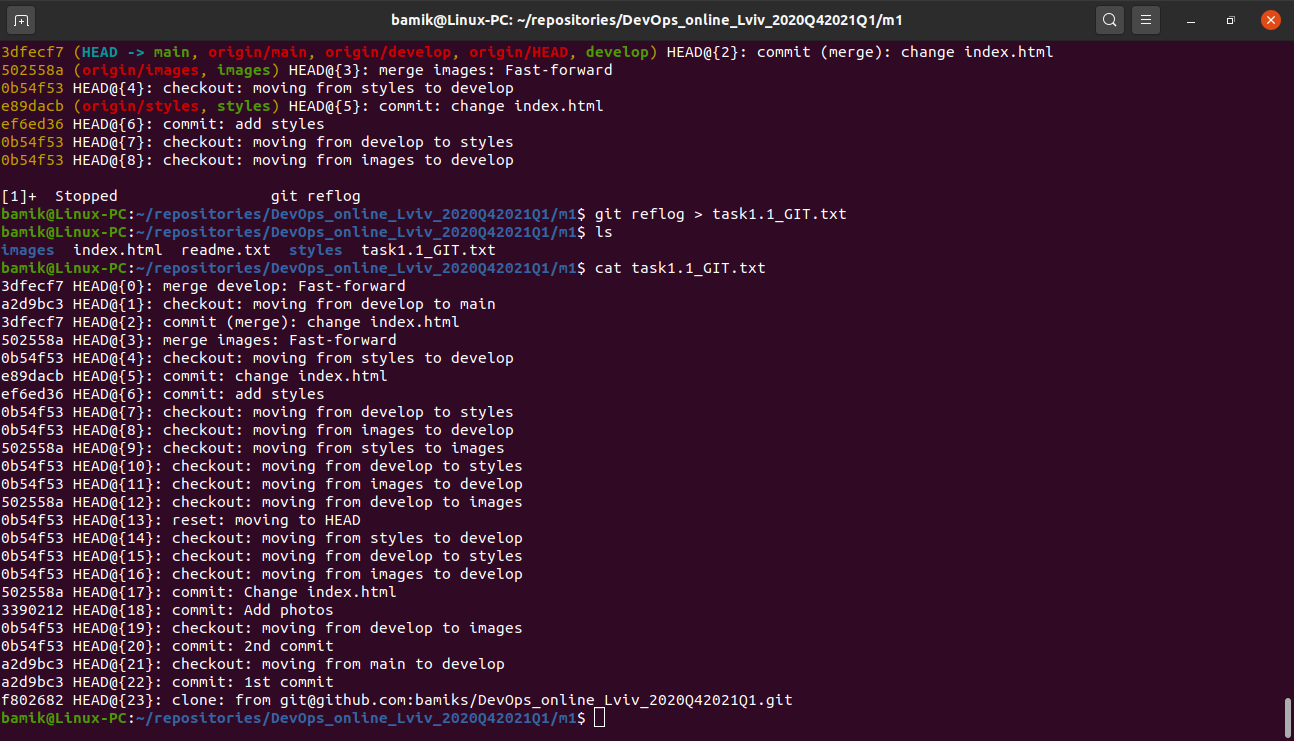 bamik@Linux-PC: ~/repositories/DevOps_online_Lviv_2020Q42021Q1/m1
3dfecf7 (HEAD -> main, origin/main, origin/develop, origin/HEAD, develop) HEAD@{2}: commit (merge): change index.html
502558a (origin/images, images) HEAD@{3}: merge images: Fast-forward
0b54f53 HEAD@{4}: checkout: moving from styles to develop
e89dacb (origin/styles, styles) HEAD@{5}: commit: change index.html
ef6ed36 HEAD@{6}: commit: add styles
0b54f53 HEAD@{7}: checkout: moving from develop to styles
0b54f53 HEAD@{8}: checkout: moving from images to develop
[1]+  Stopped                 git reflog
bamik@Linux-PC:~/repositories/DevOps_online_Lviv_2020Q42021Q1/m1$ git reflog > task1.1_GIT.txt
bamik@Linux-PC:~/repositories/DevOps_online_Lviv_2020Q42021Q1/m1$ ls
images  index.html  readme.txt  styles  task1.1_GIT.txt
bamik@Linux-PC:~/repositories/DevOps_online_Lviv_2020Q42021Q1/m1$ cat task1.1_GIT.txt
3dfecf7 HEAD@{0}: merge develop: Fast-forward
a2d9bc3 HEAD@{1}: checkout: moving from develop to main
3dfecf7 HEAD@{2}: commit (merge): change index.html
502558a HEAD@{3}: merge images: Fast-forward
0b54f53 HEAD@{4}: checkout: moving from styles to develop
e89dacb HEAD@{5}: commit: change index.html
ef6ed36 HEAD@{6}: commit: add styles
0b54f53 HEAD@{7}: checkout: moving from develop to styles
0b54f53 HEAD@{8}: checkout: moving from images to develop
502558a HEAD@{9}: checkout: moving from styles to images
0b54f53 HEAD@{10}: checkout: moving from develop to styles
0b54f53 HEAD@{11}: checkout: moving from images to develop
502558a HEAD@{12}: checkout: moving from develop to images
0b54f53 HEAD@{13}: reset: moving to HEAD
0b54f53 HEAD@{14}: checkout: moving from styles to develop
0b54f53 HEAD@{15}: checkout: moving from develop to styles
0b54f53 HEAD@{16}: checkout: moving from images to develop
502558a HEAD@{17}: commit: Change index.html
3390212 HEAD@{18}: commit: Add photos
0b54f53 HEAD@{19}: checkout: moving from develop to images
0b54f53 HEAD@{20}: commit: 2nd commit
a2d9bc3 HEAD@{21}: checkout: moving from main to develop
a2d9bc3 HEAD@{22}: commit: 1st commit
f802682 HEAD@{23}: clone: from git@github.com:bamiks/DevOps_online_Lviv_2020Q42021Q1.git
bamik@Linux-PC:~/repositories/DevOps_online_Lviv_2020Q42021Q1/m1$